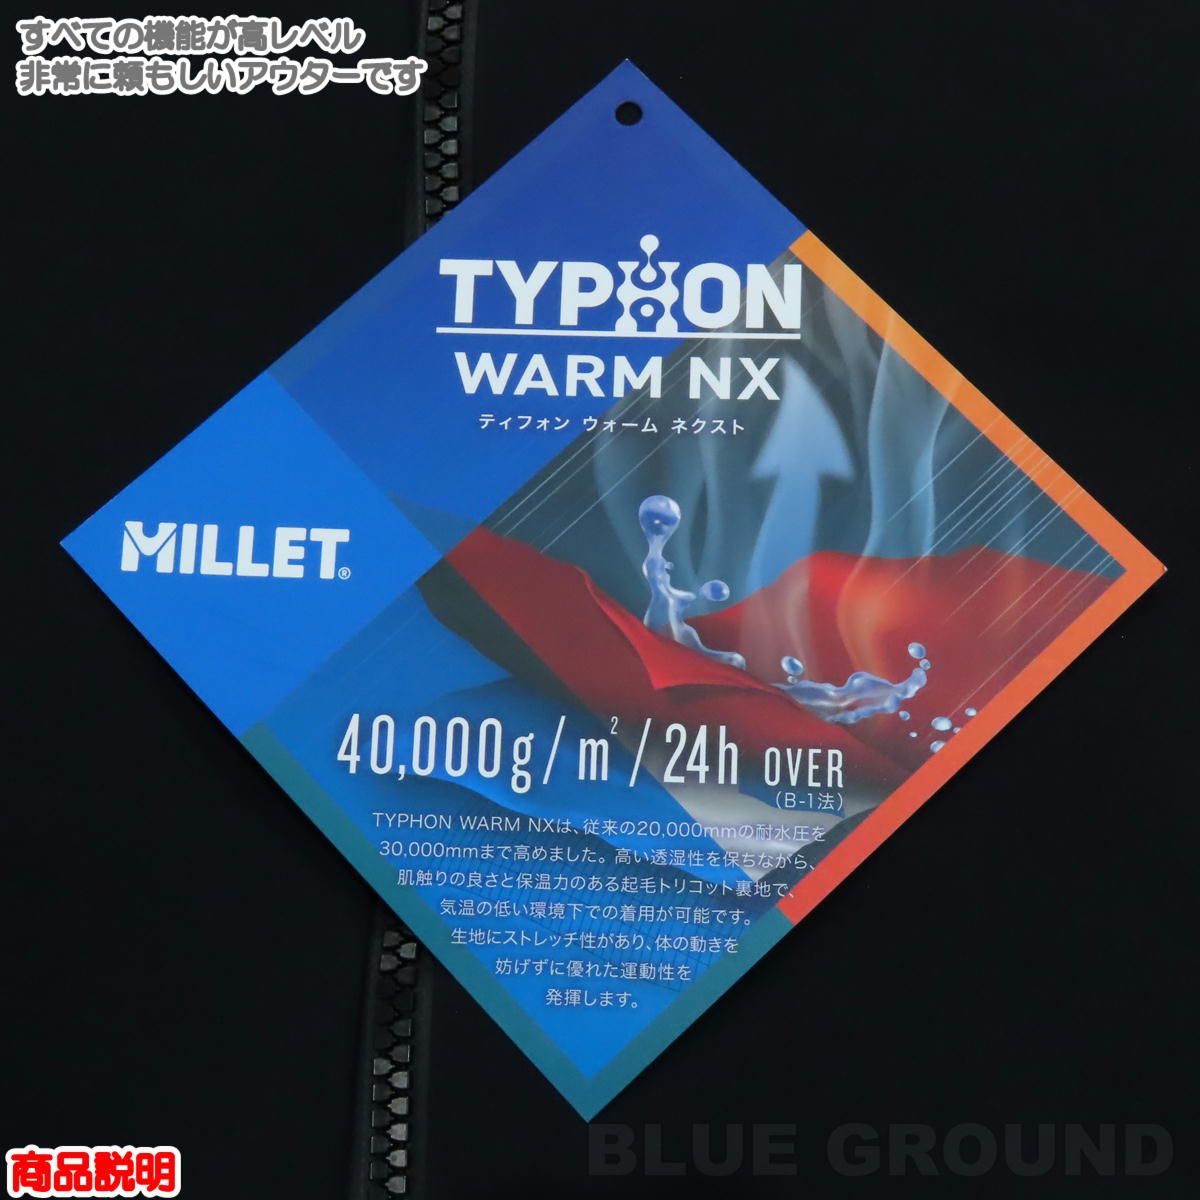 すべての機能が高レベル
非常に頼もしいアウターです
TYPHON
WARM NX
ティフォン ウォーム ネクスト
MILLET®
40,000g/m²/24h OVER
(B-1法)
TYPHON WARM NXは、従来の20,000mmの耐水圧を
30,000mmまで高めました。高い透湿性を保ちながら、
肌触りの良さと保温力のある起毛トリコット裏地で、
気温の低い環境下での着用が可能です。
生地にストレッチ性があり、体の動きを
妨げずに優れた運動性を
発揮します。
BLUE GROUND
商品説明